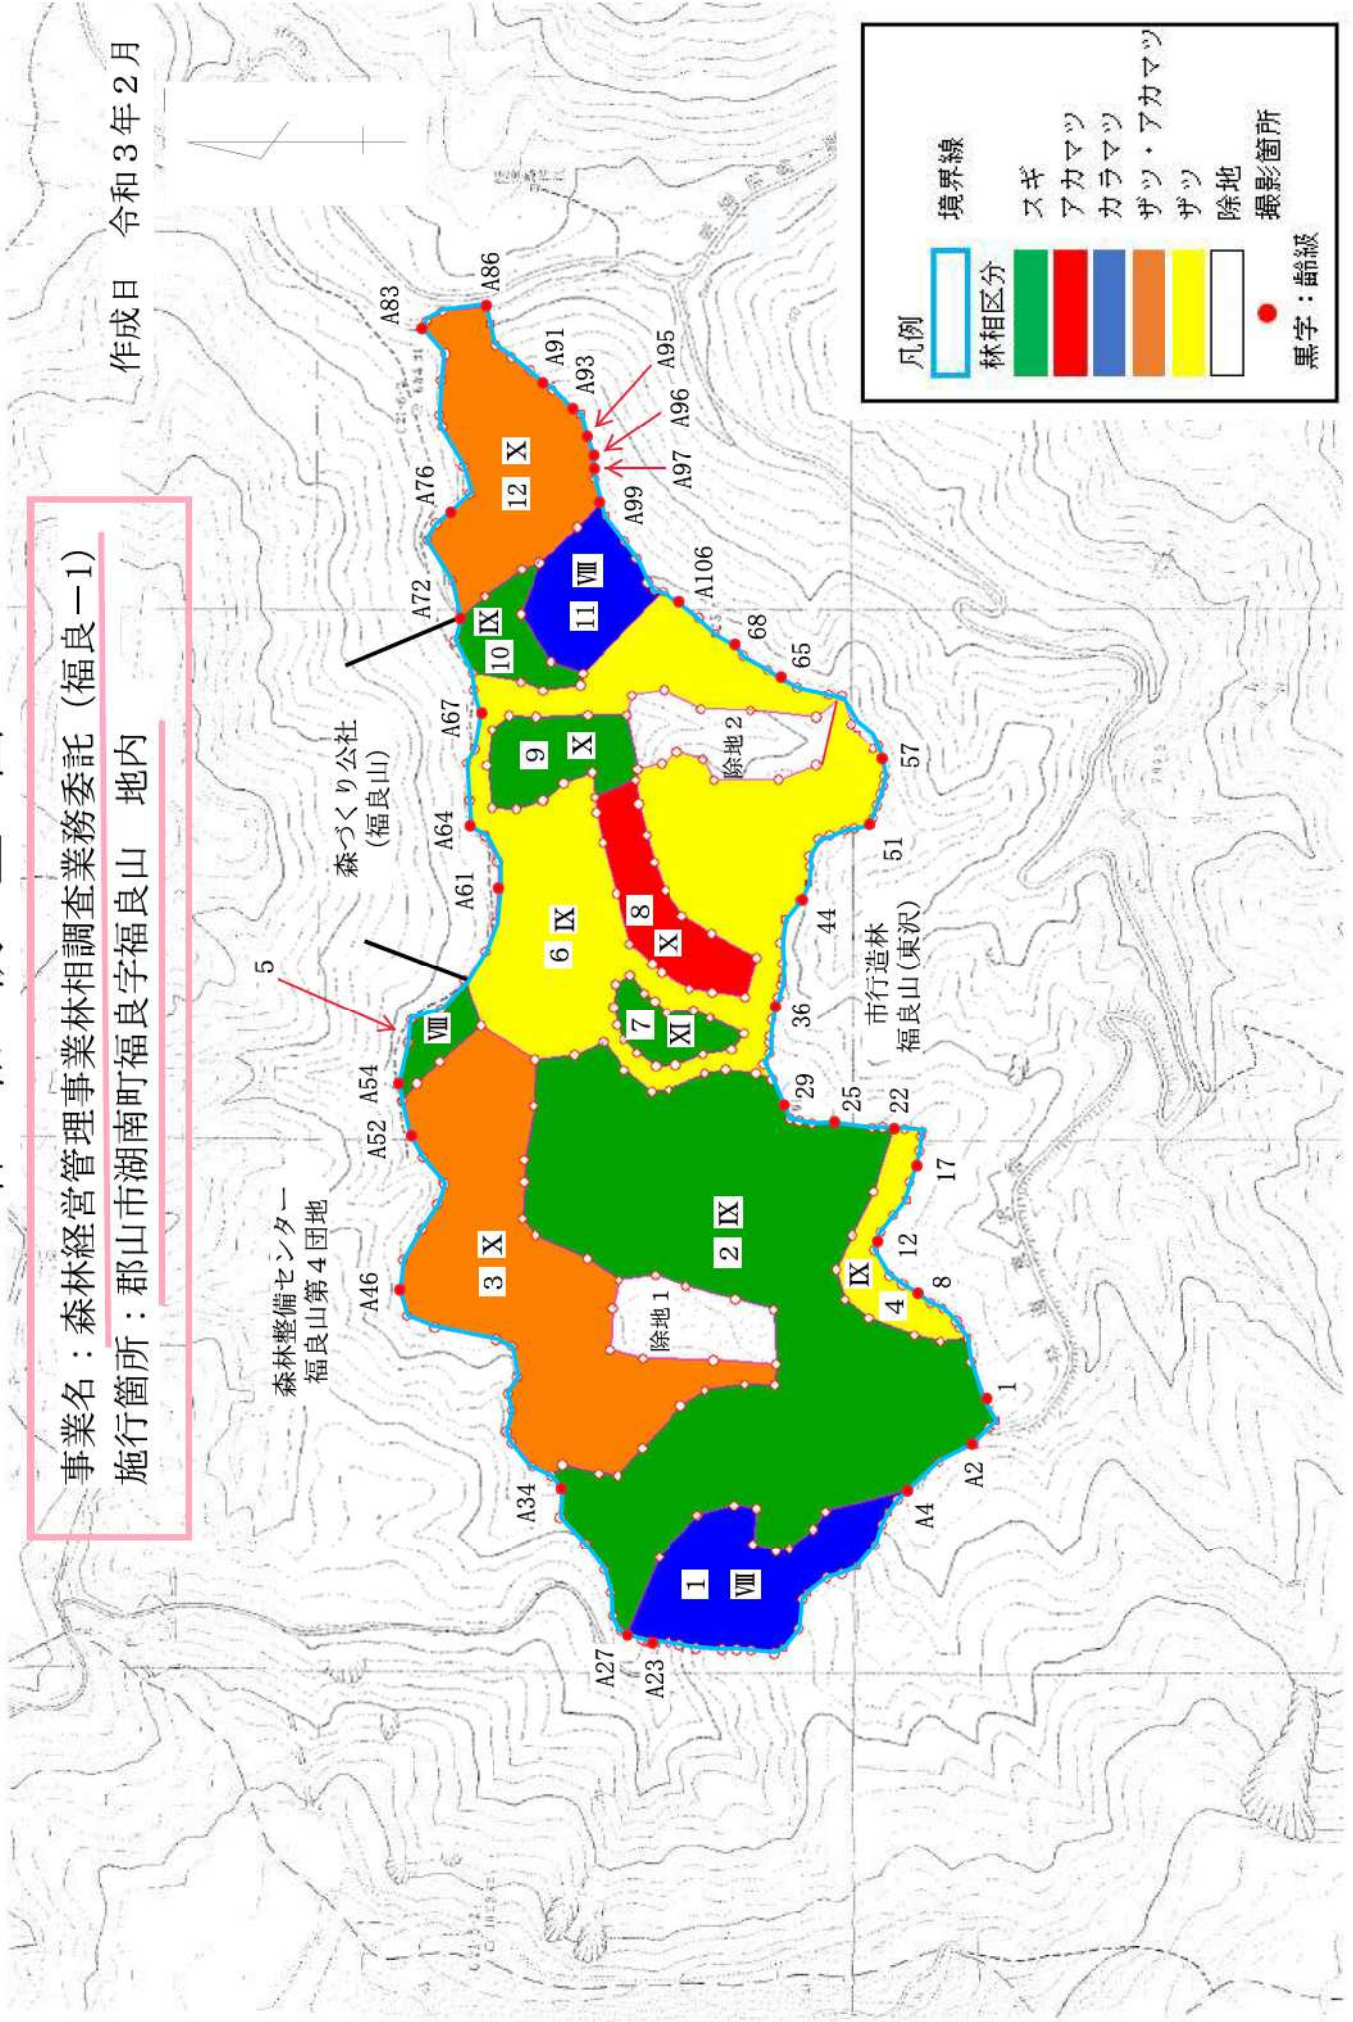 事業名：森林経営管理事業林相調査業務委託（福良－1）
施行箇所：郡山市湖南町福良字福良山　地内
作成日　令和３年２月
森林整備センター
福良山第４団地
森づくり公社
（福良山）
市行造林
福良山（東沢）
A23
A27
A34
A46
A52
A54
5
A61
A64
A67
A72
A76
A83
A86
A91
A93
A95
A96
A97
A99
A106
68
65
57
51
44
36
29
25
22
17
12
8
1
A2
A4
1
Ⅷ
2 Ⅸ
3 Ⅹ
4
Ⅸ
Ⅷ
6 Ⅸ
7
Ⅺ
8
Ⅹ
9
Ⅹ
10
Ⅸ
11 Ⅷ
12 Ⅹ
除地１
除地２
凡例
境界線
林相区分
スギ
アカマツ
カラマツ
ザツ・アカマツ
ザツ
除地
撮影箇所
黒字：齢級